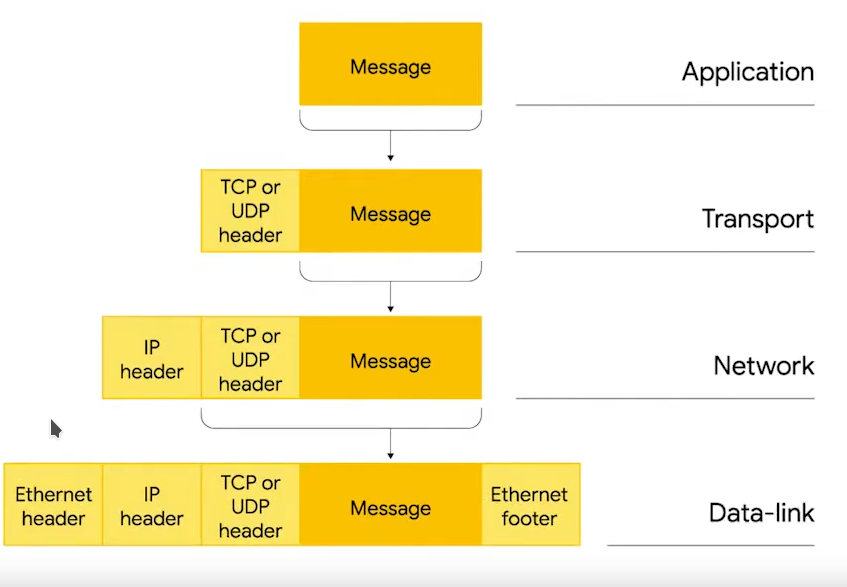 Message
Application
TCP or
UDP
header
Message
Transport
IP
header
TCP or
UDP
header
Message
Network
Ethernet
header
IP
header
TCP or
UDP
header
Message
Ethernet
footer
Data-link